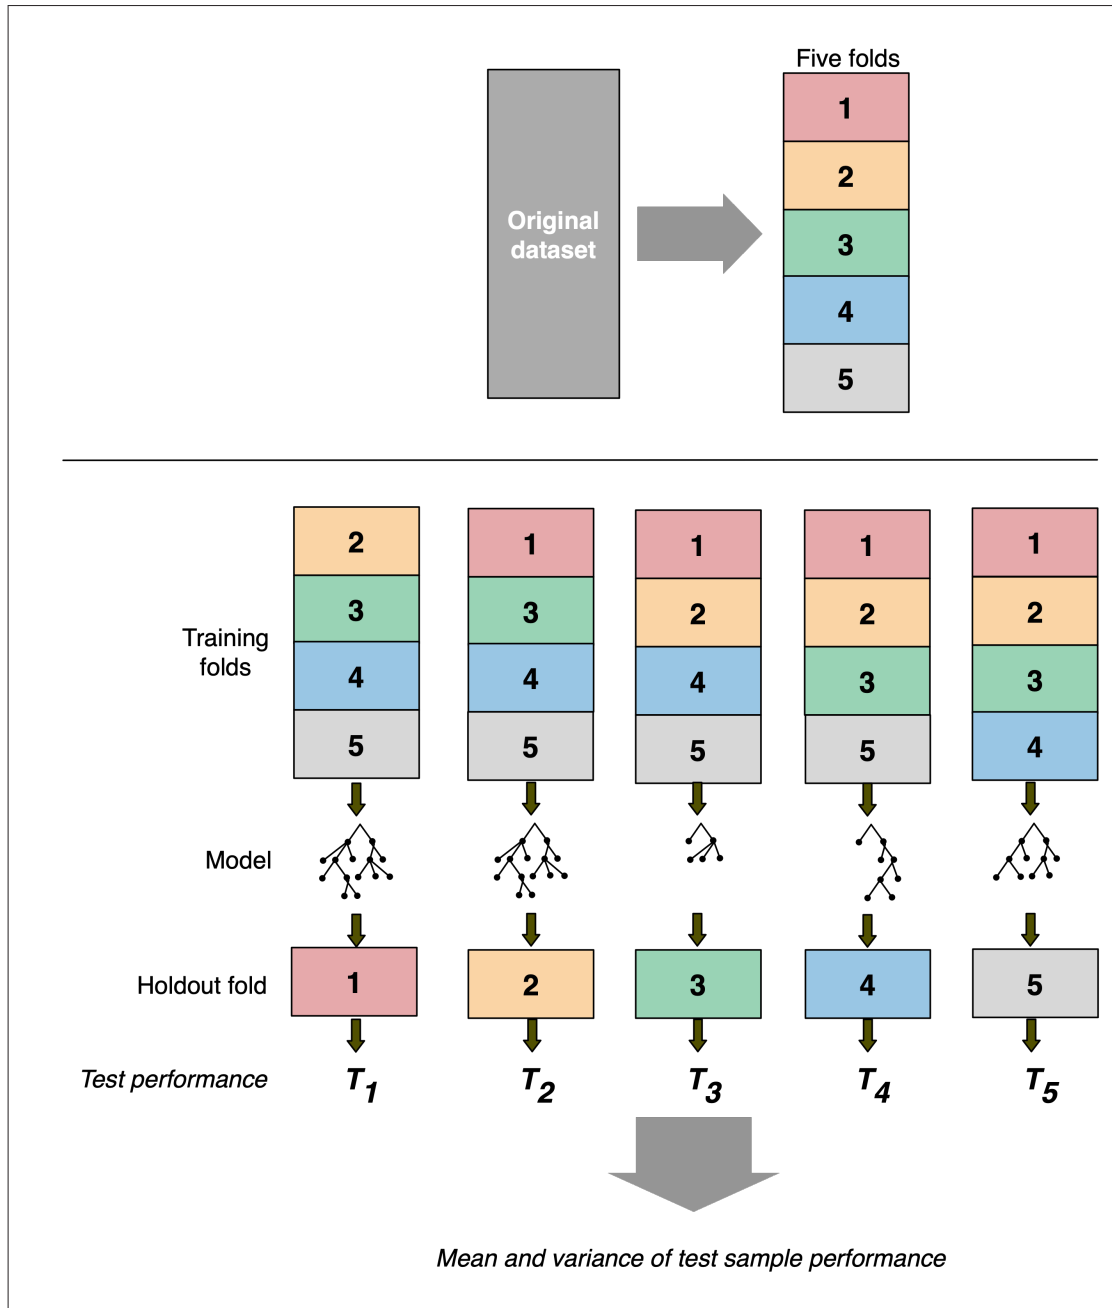 Five folds
1
2
3
4
5
Original
dataset
Training
folds
2
3
4
5
1
3
4
5
1
2
4
5
1
2
3
5
1
2
3
4
Model
Holdout fold
1
2
3
4
5
Test performance
T1
T2
T3
T4
T5
Mean and variance of test sample performance